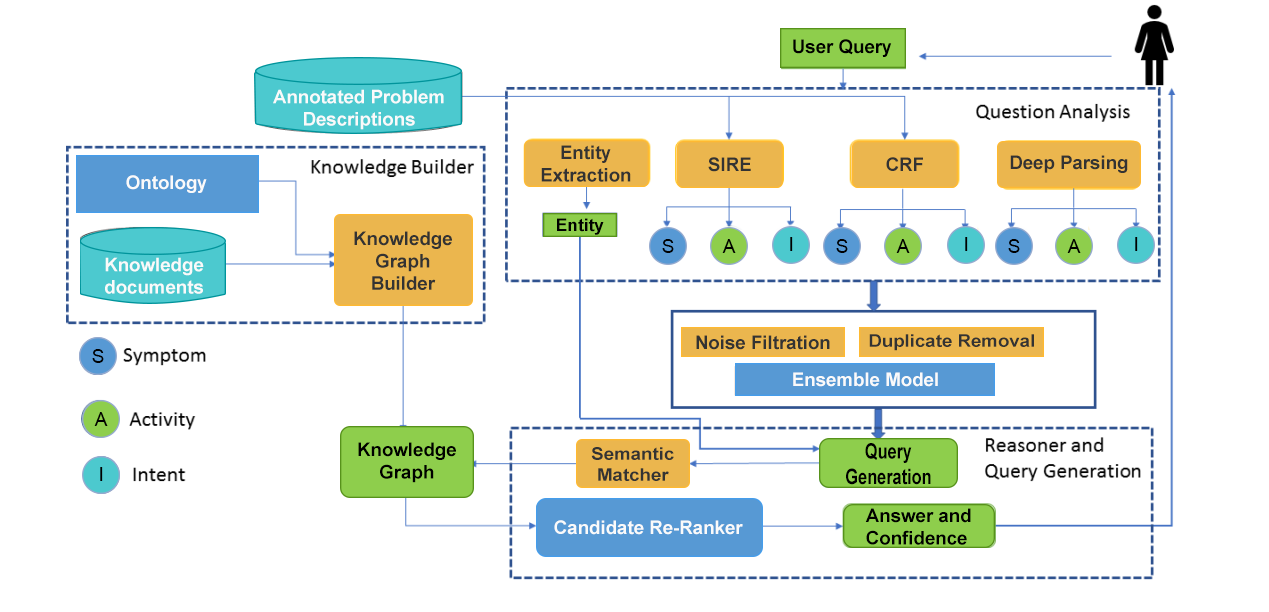 User Query
Annotated Problem
Descriptions
Question Analysis
Entity
Extraction
SIRE
CRF
Deep Parsing
Entity
S
A
I
S
A
I
S
A
I
Knowledge Builder
Ontology
Knowledge
documents
Knowledge
Graph
Builder
S
Symptom
A
Activity
I
Intent
Noise Filtration
Duplicate Removal
Ensemble Model
Knowledge
Graph
Semantic
Matcher
Query
Generation
Reasoner and
Query Generation
Candidate Re-Ranker
Answer and
Confidence